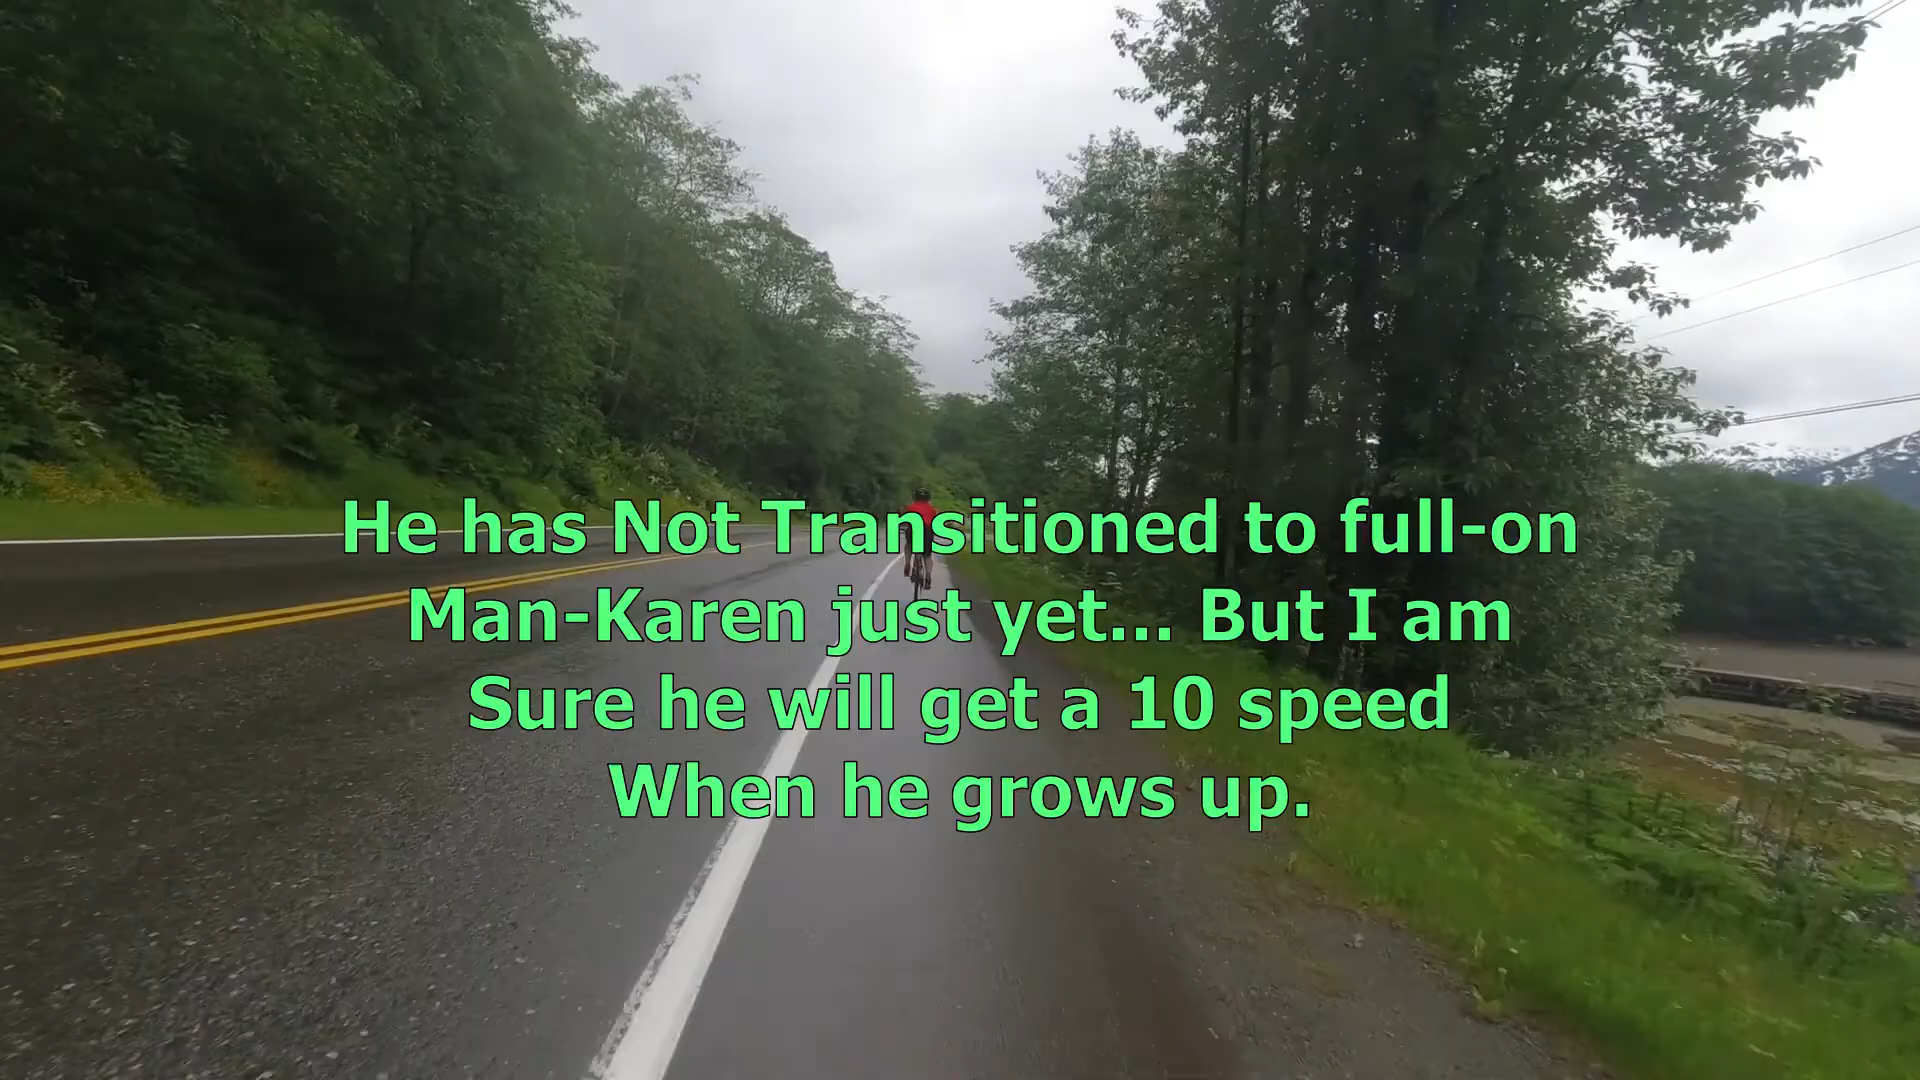 He has Not Transitioned to full-on
Man-Karen just yet... But I am
Sure he will get a 10 speed
When he grows up.